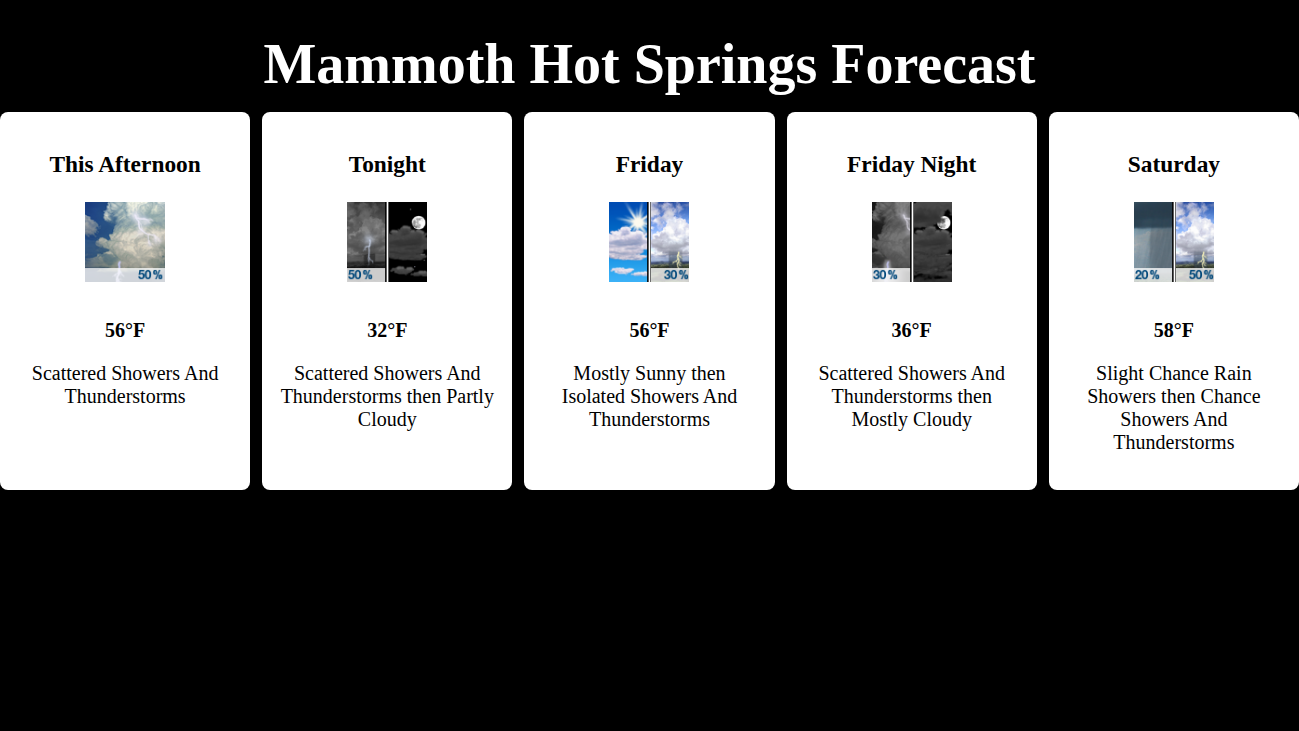 Mammoth Hot Springs Forecast
This Afternoon
50%
56°F
Scattered Showers And
Thunderstorms
Tonight
50%
32°F
Scattered Showers And
Thunderstorms then Partly
Cloudy
Friday
30%
56°F
Mostly Sunny then
Isolated Showers And
Thunderstorms
Friday Night
30%
36°F
Scattered Showers And
Thunderstorms then
Mostly Cloudy
Saturday
20% 50%
58°F
Slight Chance Rain
Showers then Chance
Showers And
Thunderstorms